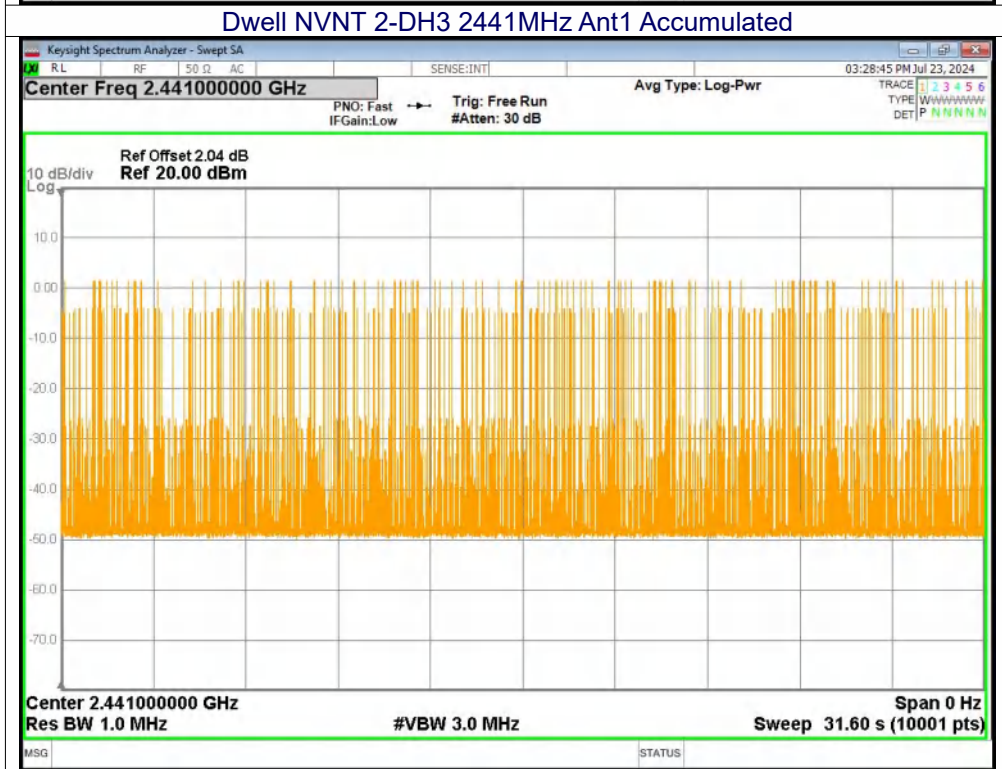 Dwell NVNT 2-DH3 2441MHz Ant1 Accumulated
Keysight Spectrum Analyzer - Swept SA
LXI RL RF 50 Ω AC SENSE:INT 03:28:45 PM Jul 23, 2024
Center Freq 2.441000000 GHz Avg Type: Log-Pwr TRACE 1 2 3 4 5 6
PNO: Fast Trig: Free Run TYPE WWWWWWW
IFGain:Low #Atten: 30 dB DET P N N N N N
Ref Offset 2.04 dB
10 dB/div Ref 20.00 dBm
Log
10.0
0.00
-10.0
-20.0
-30.0
-40.0
-50.0
-60.0
-70.0
Center 2.441000000 GHz Span 0 Hz
Res BW 1.0 MHz #VBW 3.0 MHz Sweep 31.60 s (10001 pts)
MSG STATUS